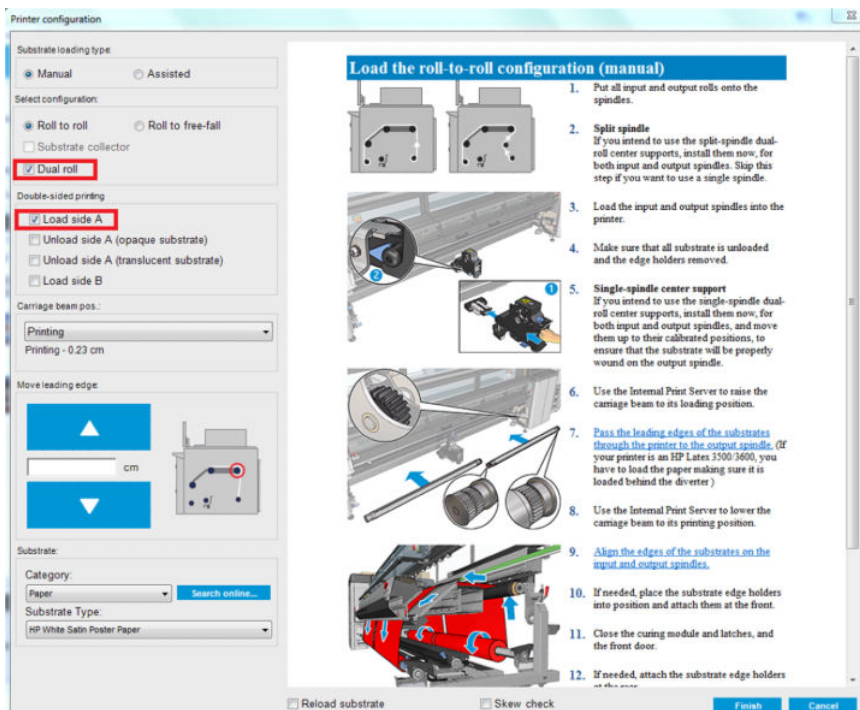 Printer configuration
Substrate loading type:
Manual
Assisted
Select configuration:
Roll to roll
Roll to free-fall
Substrate collector
Dual roll
Double-sided printing
Load side A
Unload side A (opaque substrate)
Unload side A (translucent substrate)
Load side B
Carriage beam pos.:
Printing
Printing - 0.23 cm
Move leading edge:
cm
Substrate:
Category:
Paper
Search online...
Substrate Type:
HP White Satin Poster Paper
Load the roll-to-roll configuration (manual)
1. Put all input and output rolls onto the
spindles.
2. Split spindle
If you intend to use the split-spindle dual-
roll center supports, install them now, for
both input and output spindles. Skip this
step if you want to use a single spindle.
3. Load the input and output spindles into the
printer.
4. Make sure that all substrate is unloaded
and the edge holders removed.
2
1
5. Single-spindle center support
If you intend to use the single-spindle dual-
roll center supports, install them now, for
both input and output spindles, and move
them up to their calibrated positions, to
ensure that the substrate will be properly
wound on the output spindle.
6. Use the Internal Print Server to raise the
carriage beam to its loading position.
7. Pass the leading edges of the substrates
through the printer to the output spindle. (If
your printer is an HP Latex 3500/3600, you
have to load the paper making sure it is
loaded behind the diverter )
8. Use the Internal Print Server to lower the
carriage beam to its printing position.
9. Align the edges of the substrates on the
input and output spindles.
10. If needed, place the substrate edge holders
into position and attach them at the front.
11. Close the curing module and latches, and
the front door.
12. If needed, attach the substrate edge holders
at the rear.
Reload substrate
Skew check
Finish
Cancel